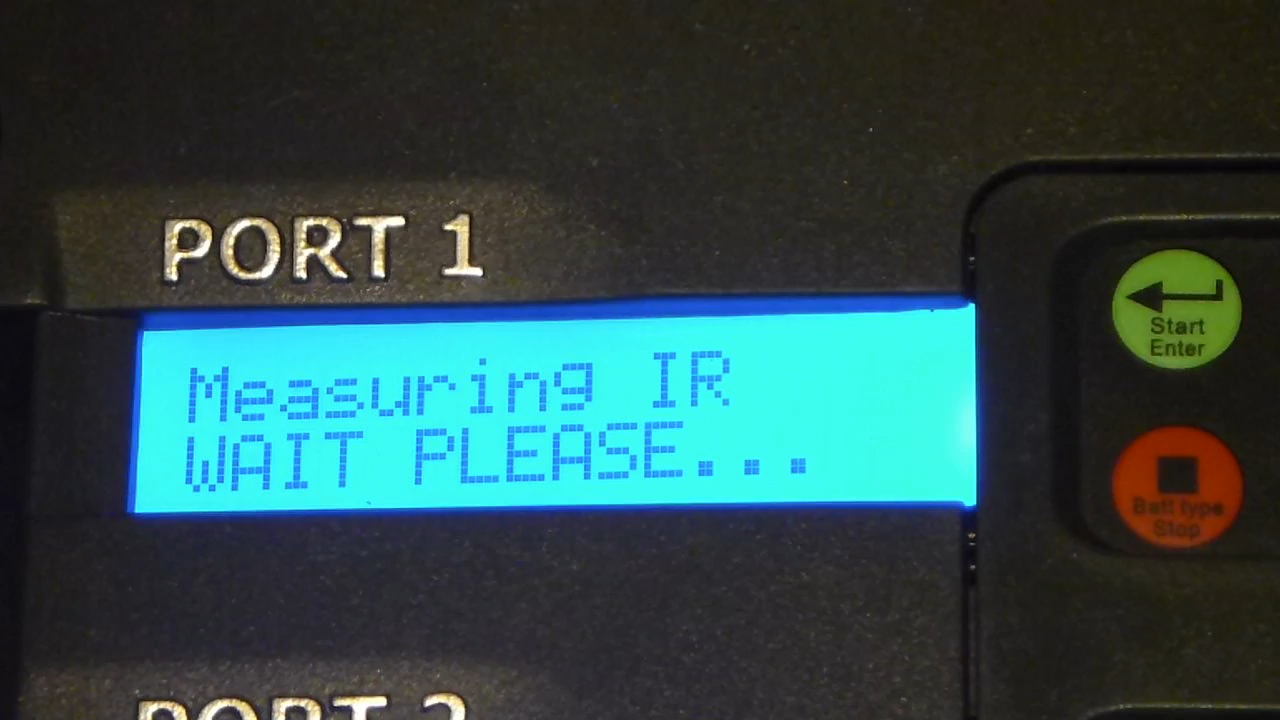 PORT 1
Measuring IR
WAIT PLEASE...
Start
Enter
Batt type
Stop
PORT 2